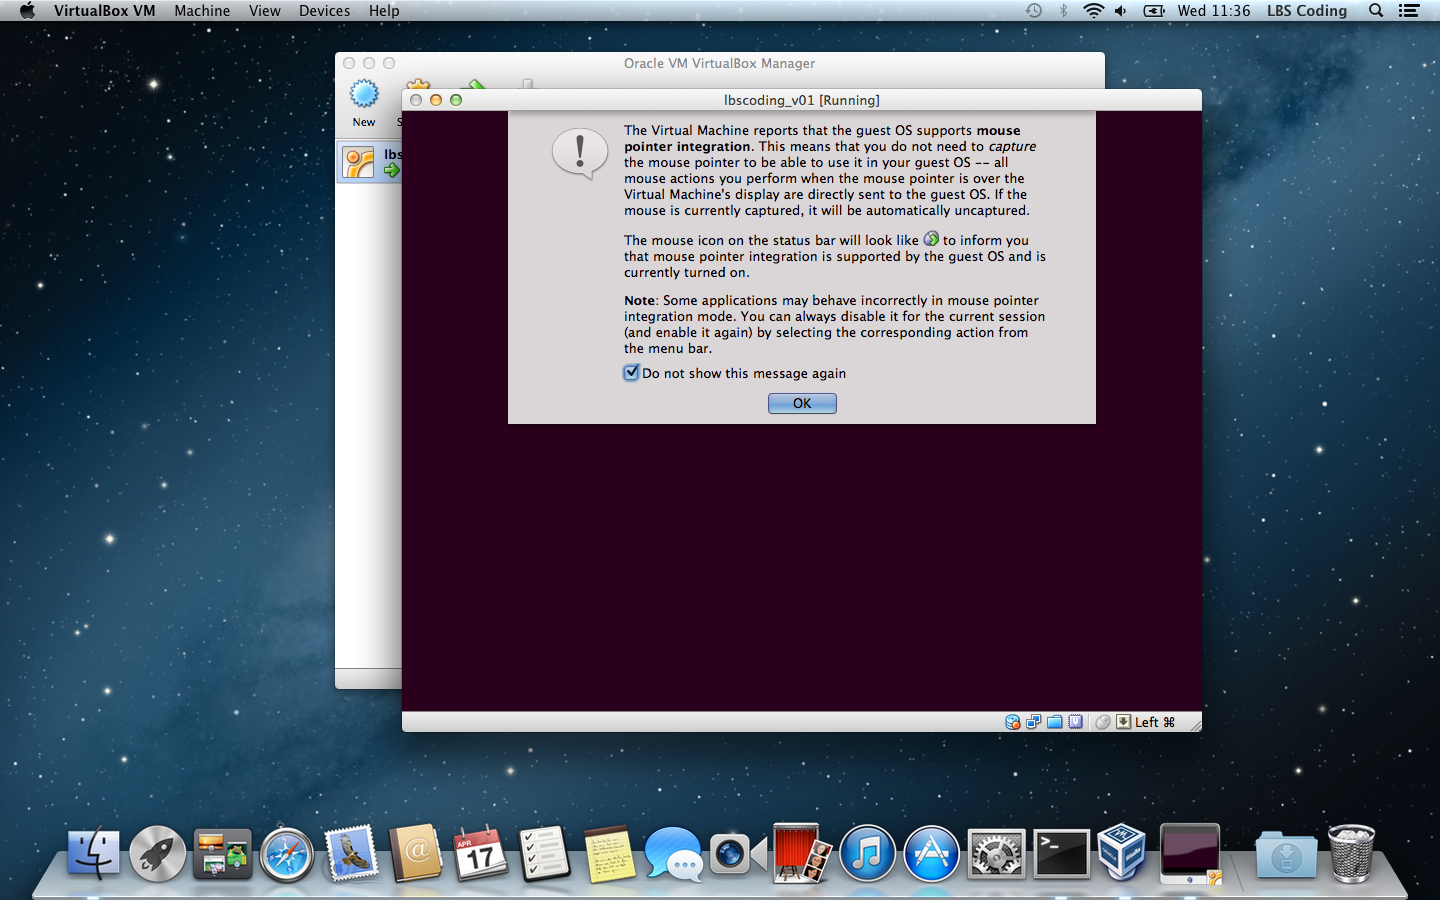 VirtualBox VM Machine View Devices Help Wed 11:36 LBS Coding
Oracle VM VirtualBox Manager
New
lbs
lbscoding_v01 [Running]
The Virtual Machine reports that the guest OS supports mouse
pointer integration. This means that you do not need to capture
the mouse pointer to be able to use it in your guest OS -- all
mouse actions you perform when the mouse pointer is over the
Virtual Machine's display are directly sent to the guest OS. If the
mouse is currently captured, it will be automatically uncaptured.
The mouse icon on the status bar will look like to inform you
that mouse pointer integration is supported by the guest OS and is
currently turned on.
Note: Some applications may behave incorrectly in mouse pointer
integration mode. You can always disable it for the current session
(and enable it again) by selecting the corresponding action from
the menu bar.
Do not show this message again
OK
Left ⌘
APR
17
@
>_